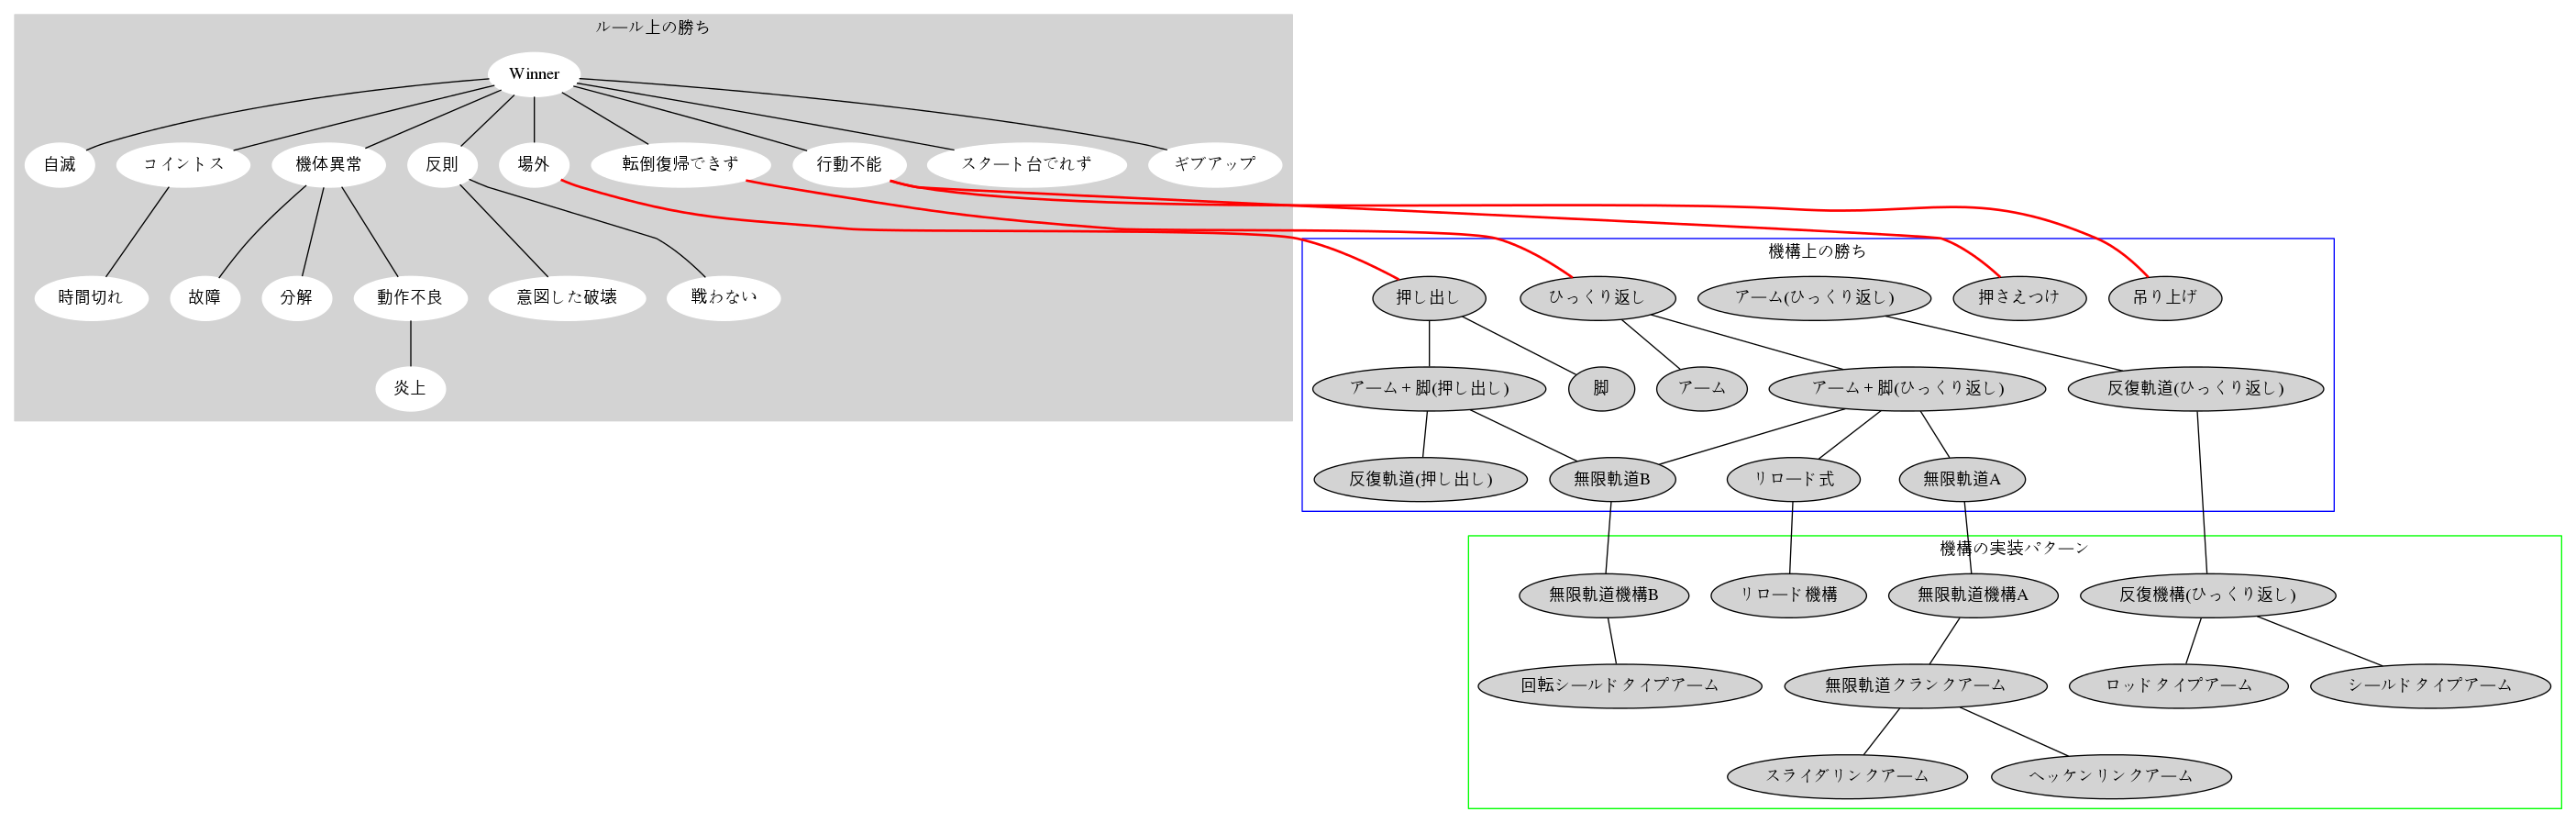 ルール上の勝ち
Winner
自滅
コイントス
機体異常
反則
場外
転倒復帰できず
行動不能
スタート台でれず
ギブアップ
機構上の勝ち
時間切れ
故障
分解
動作不良
意図した破壊
戦わない
押し出し
ひっくり返し
アーム(ひっくり返し)
押さえつけ
吊り上げ
炎上
アーム+脚(押し出し)
脚
アーム
アーム+脚(ひっくり返し)
反復軌道(ひっくり返し)
反復軌道(押し出し)
無限軌道B
リロード式
無限軌道A
機構の実装パターン
無限軌道機構B
リロード機構
無限軌道機構A
反復機構(ひっくり返し)
回転シールドタイプアーム
無限軌道クランクアーム
ロッドタイプアーム
シールドタイプアーム
スライダリンクアーム
ヘッケンリンクアーム